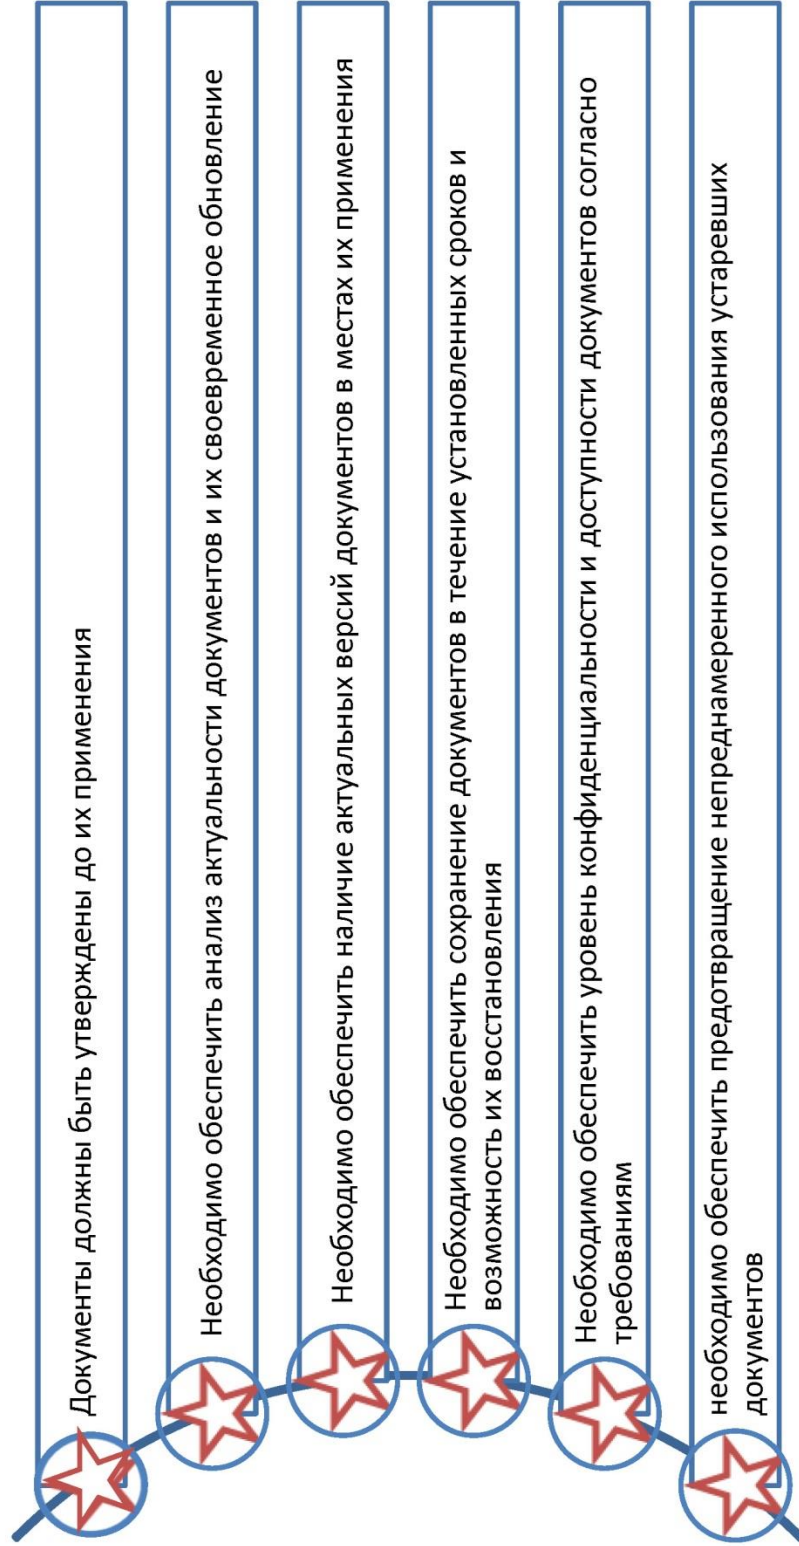 Документы должны быть утверждены до их применения
Необходимо обеспечить анализ актуальности документов и их своевременное обновление
Необходимо обеспечить наличие актуальных версий документов в местах их применения
Необходимо обеспечить сохранение документов в течение установленных сроков и
возможность их восстановления
Необходимо обеспечить уровень конфиденциальности и доступности документов согласно
требованиям
необходимо обеспечить предотвращение непреднамеренного использования устаревших
документов